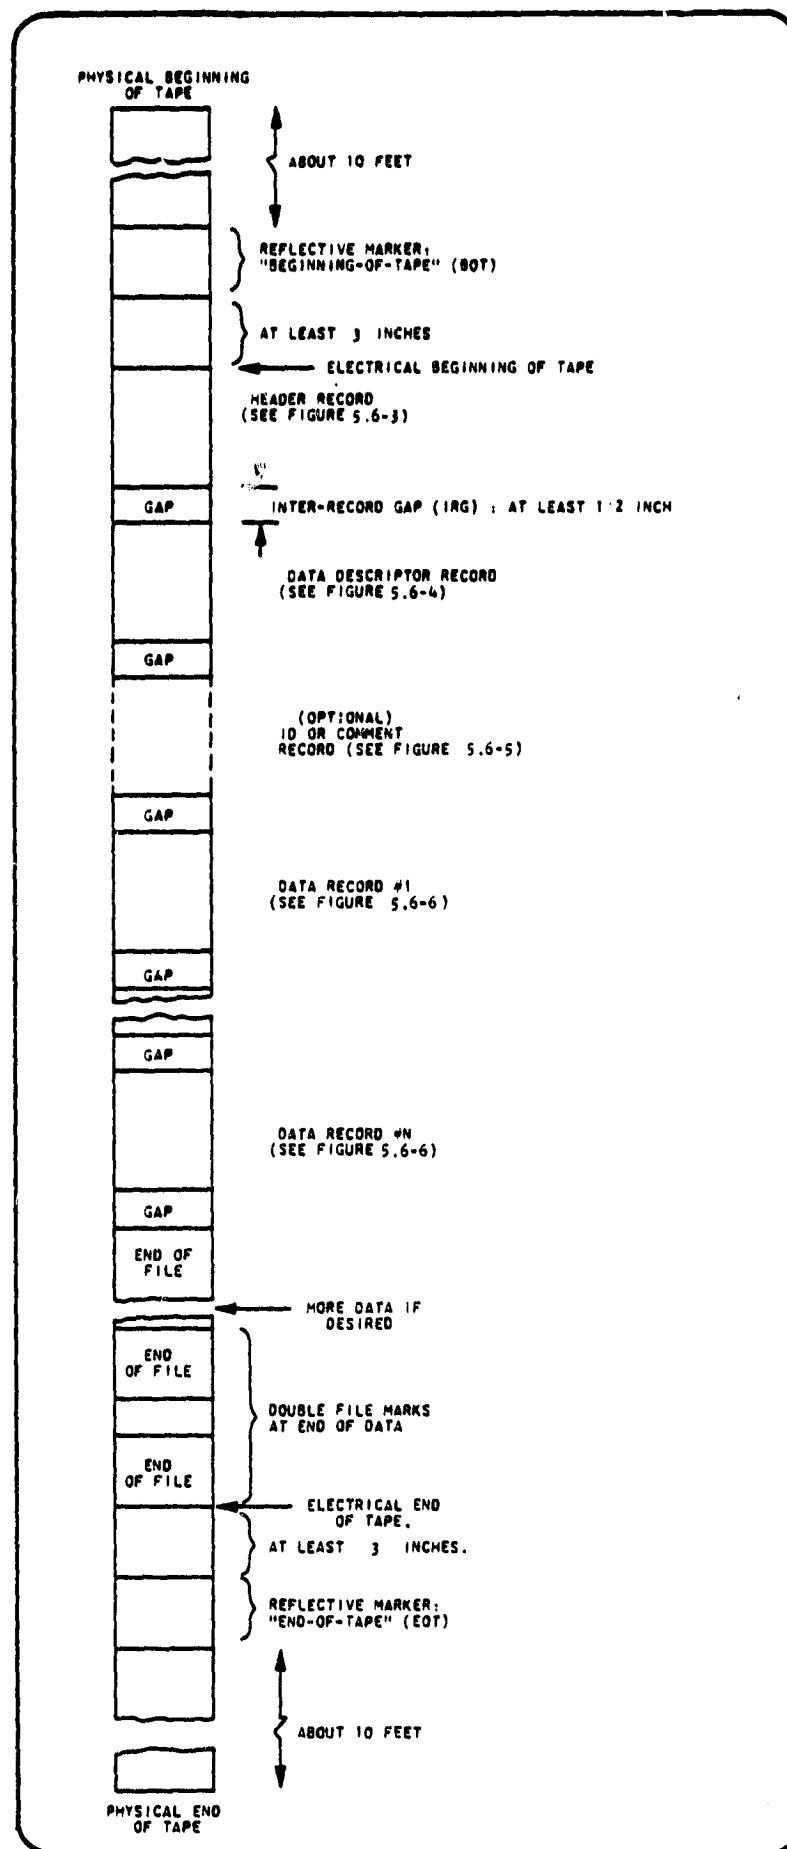 PHYSICAL BEGINNING
OF TAPE
ABOUT 10 FEET
REFLECTIVE MARKER:
"BEGINNING-OF-TAPE" (BOT)
AT LEAST 3 INCHES
ELECTRICAL BEGINNING OF TAPE
HEADER RECORD
(SEE FIGURE 5.6-3)
GAP
INTER-RECORD GAP (IRG) : AT LEAST 1 2 INCH
DATA DESCRIPTOR RECORD
(SEE FIGURE 5.6-4)
GAP
(OPTIONAL)
ID OR COMMENT
RECORD (SEE FIGURE 5.6-5)
GAP
DATA RECORD #1
(SEE FIGURE 5.6-6)
GAP
GAP
DATA RECORD #N
(SEE FIGURE 5.6-6)
GAP
END OF
FILE
MORE DATA IF
DESIRED
END
OF FILE
DOUBLE FILE MARKS
AT END OF DATA
END
OF FILE
ELECTRICAL END
OF TAPE.
AT LEAST 3 INCHES.
REFLECTIVE MARKER:
"END-OF-TAPE" (EOT)
ABOUT 10 FEET
PHYSICAL END
OF TAPE